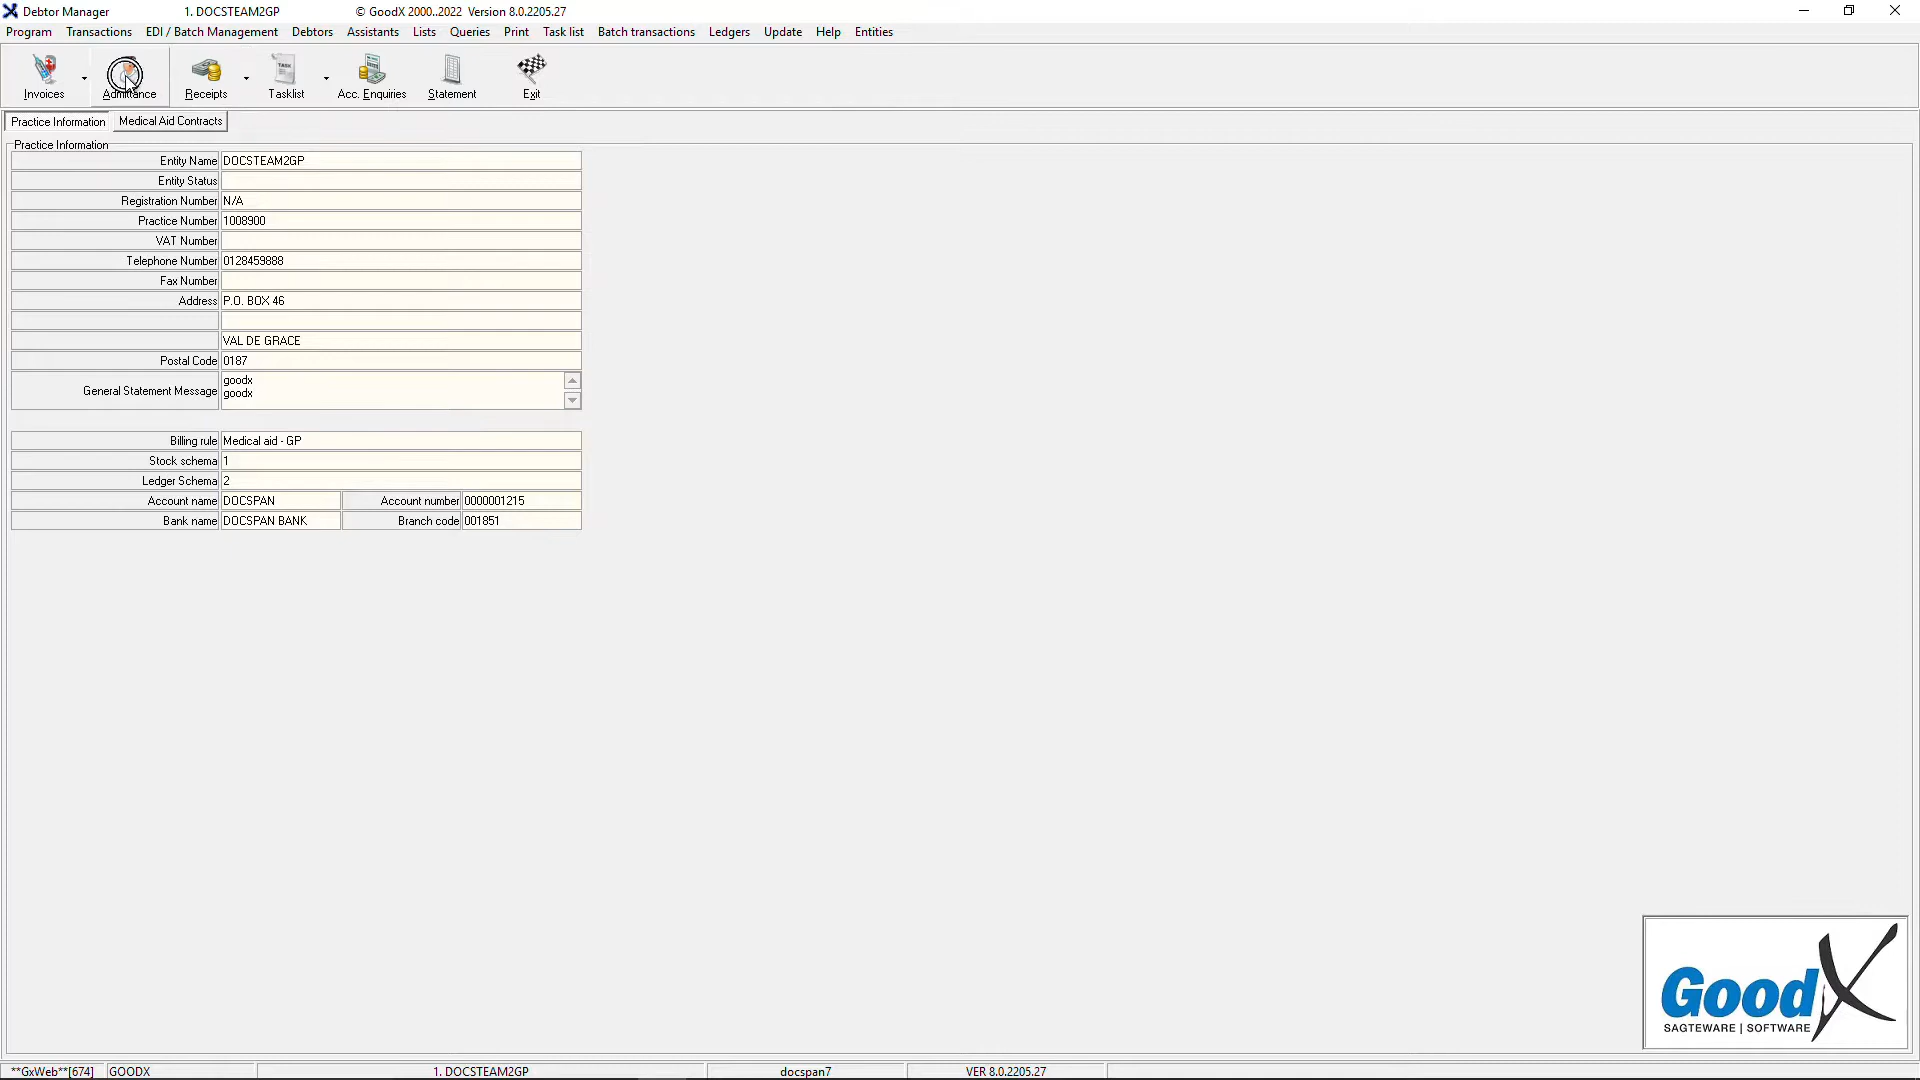 Debtor Manager 1. DOCSTEAM2GP © GoodX 2000..2022 Version 8.0.2205.27
Program Transactions EDI / Batch Management Debtors Assistants Lists Queries Print Task list Batch transactions Ledgers Update Help Entities
Invoices Admittance Receipts Tasklist Acc. Enquiries Statement Exit
Practice Information Medical Aid Contracts
Practice Information
Entity Name DOCSTEAM2GP
Entity Status
Registration Number N/A
Practice Number 1008900
VAT Number
Telephone Number 0128459888
Fax Number
Address P.O. BOX 46
VAL DE GRACE
Postal Code 0187
General Statement Message goodx
goodx
Billing rule Medical aid - GP
Stock schema 1
Ledger Schema 2
Account name DOCSPAN Account number 0000001215
Bank name DOCSPAN BANK Branch code 001851
GoodX
SAGTEWARE | SOFTWARE
**GxWeb**[674] GOODX 1. DOCSTEAM2GP docspan7 VER 8.0.2205.27